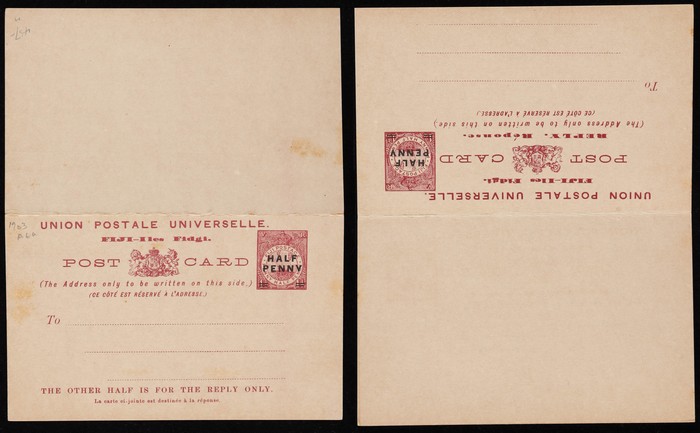 UNION POSTALE UNIVERSELLE.
FIJI-Iles Fidgi.
POST CARD
HALF
PENNY
(The Address only to be written on this side.)
(CE CÔTÉ EST RÉSERVÉ À L'ADRESSE.)
To
THE OTHER HALF IS FOR THE REPLY ONLY.
La carte ci-jointe est destinée à la réponse.
UNION POSTALE UNIVERSELLE.
FIJI-Iles Fidgi.
POST CARD
HALF
PENNY
REPLY. Réponse.
(The Address only to be written on this side.)
(CE CÔTÉ EST RÉSERVÉ À L'ADRESSE.)
To